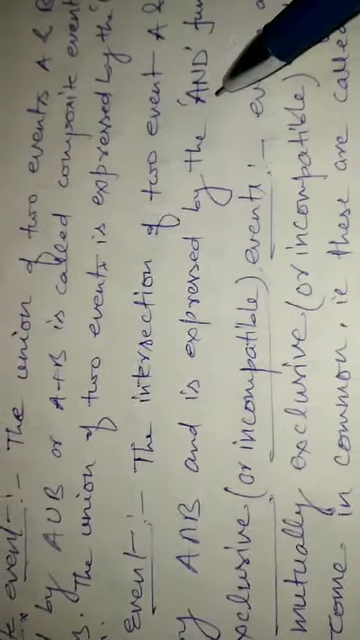 event :- The union of two events A & B
by A∪B or A+B is called composite event
B. The union of two events is expressed by the
event :- The intersection of two event A &
A∩B and is expressed by the 'AND'
exclusive (or incompatible) events :-
mutually exclusive (or incompatible)
come in common, ie these are called